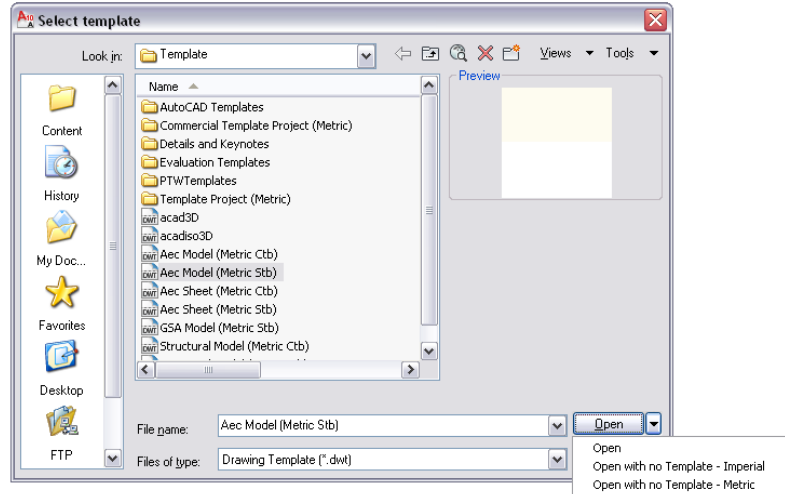 Select template
Look in: Template Views Tools
Content
History
My Doc...
Favorites
Desktop
FTP
Name
AutoCAD Templates
Commercial Template Project (Metric)
Details and Keynotes
Evaluation Templates
PTWTemplates
Template Project (Metric)
acad3D
acadiso3D
Aec Model (Metric Ctb)
Aec Model (Metric Stb)
Aec Sheet (Metric Ctb)
Aec Sheet (Metric Stb)
GSA Model (Metric Stb)
Structural Model (Metric Ctb)
Preview
File name: Aec Model (Metric Stb) Open
Files of type: Drawing Template (*.dwt)
Open
Open with no Template - Imperial
Open with no Template - Metric